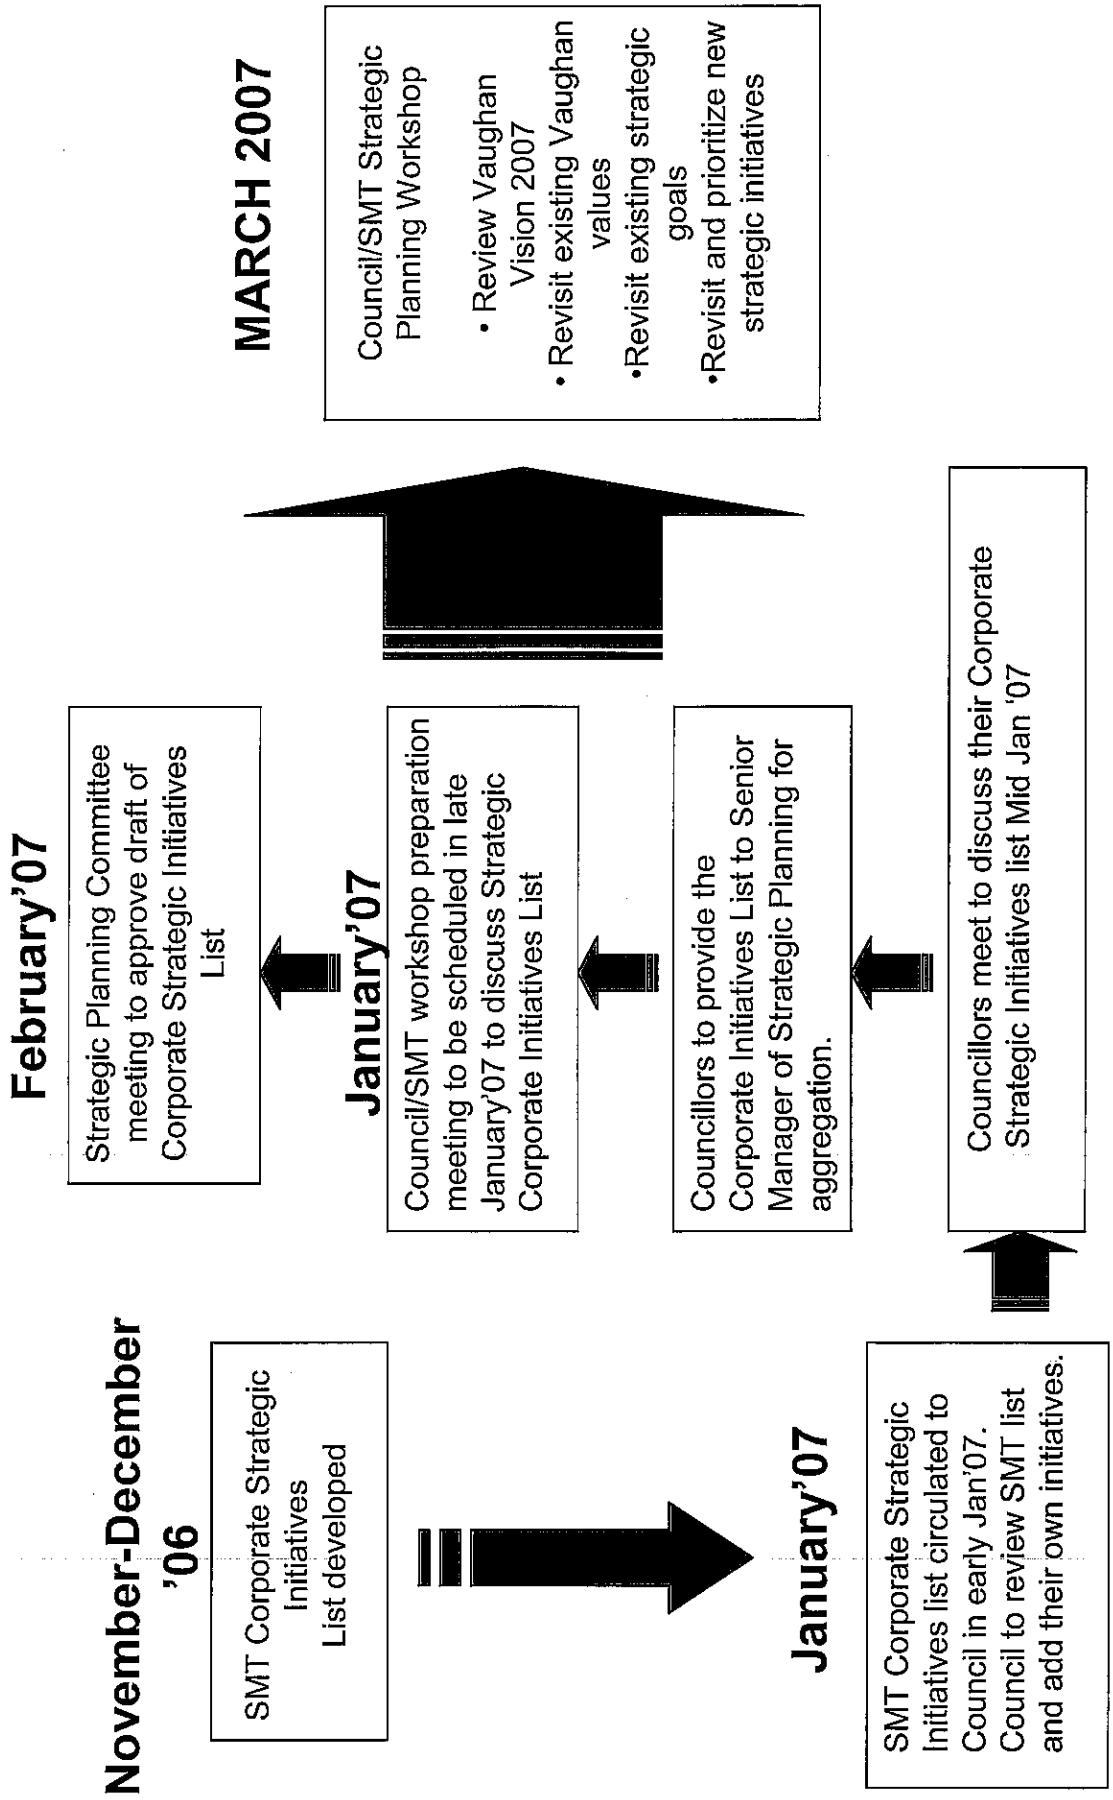 November-December
'06
SMT Corporate Strategic
Initiatives
List developed
January'07
SMT Corporate Strategic
Initiatives list circulated to
Council in early Jan'07.
Council to review SMT list
and add their own initiatives.
Councillors meet to discuss their Corporate
Strategic Initiatives list Mid Jan '07
Councillors to provide the
Corporate Initiatives List to Senior
Manager of Strategic Planning for
aggregation.
January'07
Council/SMT workshop preparation
meeting to be scheduled in late
January'07 to discuss Strategic
Corporate Initiatives List
February'07
Strategic Planning Committee
meeting to approve draft of
Corporate Strategic Initiatives
List
MARCH 2007
Council/SMT Strategic
Planning Workshop
• Review Vaughan
Vision 2007
• Revisit existing Vaughan
values
•Revisit existing strategic
goals
•Revisit and prioritize new
strategic initiatives